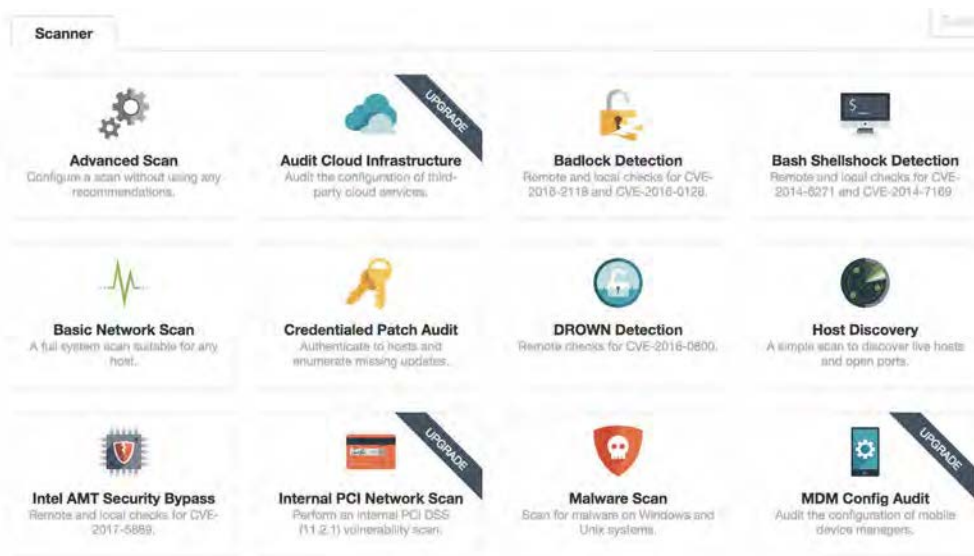 Scanner
Advanced Scan
Configure a scan without using any
recommendations.
UPGRADE
Audit Cloud Infrastructure
Audit the configuration of third-
party cloud services.
Badlock Detection
Remote and local checks for CVE-
2016-2118 and CVE-2016-0128.
$_
Bash Shellshock Detection
Remote and local checks for CVE-
2014-6271 and CVE-2014-7169.
Basic Network Scan
A full system scan suitable for any
host.
Credentialed Patch Audit
Authenticate to hosts and
enumerate missing updates.
DROWN Detection
Remote checks for CVE-2016-0800.
Host Discovery
A simple scan to discover live hosts
and open ports.
Intel AMT Security Bypass
Remote and local checks for CVE-
2017-5689.
UPGRADE
Internal PCI Network Scan
Perform an internal PCI DSS
(11.2.1) vulnerability scan.
Malware Scan
Scan for malware on Windows and
Unix systems.
UPGRADE
MDM Config Audit
Audit the configuration of mobile
device managers.